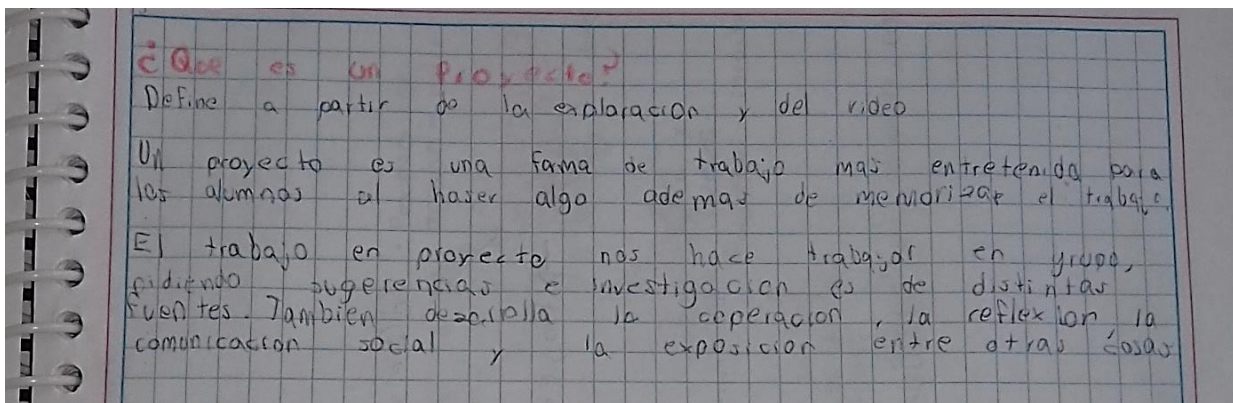 ¿Que es un Proyecto?
Define a partir de la exploracion y del video
Un proyecto es una forma de trabajo mas entretenida para
los alumnos al haser algo ademas de memorizar el trabajo.
El trabajo en proyecto nos hace trabajar en grupo,
pidiendo sugerencias e investigacion es de distintas
fuentes. Tambien desarrolla la coperacion, la reflexion, la
comunicacion social y la exposicion entre otras cosas